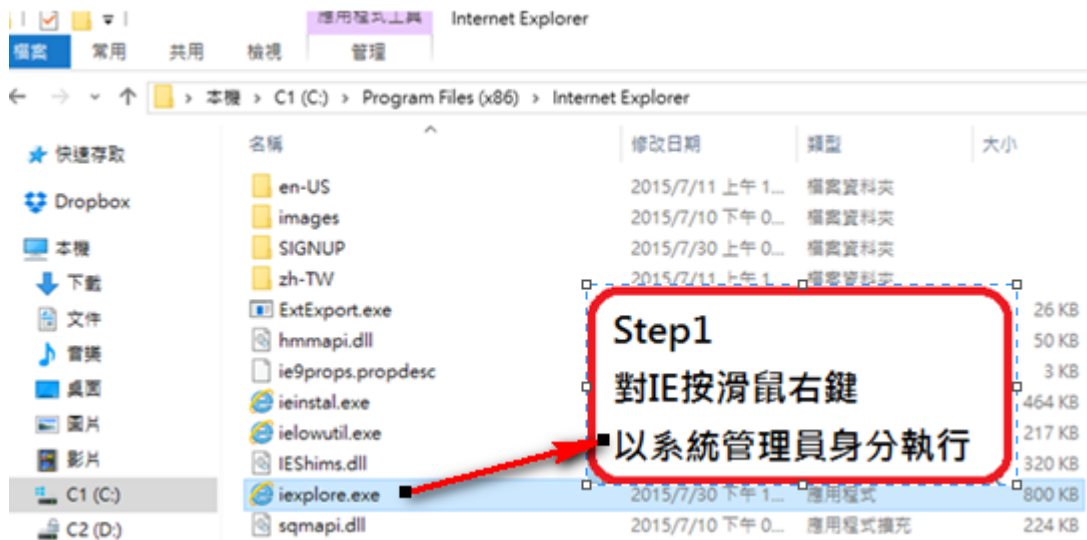 應用程式工具 Internet Explorer
檔案 常用 共用 檢視 管理
本機 > C1 (C:) > Program Files (x86) > Internet Explorer
名稱 修改日期 類型 大小
快速存取
Dropbox
本機
下載
文件
音樂
桌面
圖片
影片
C1 (C:)
C2 (D:)
en-US 2015/7/11 上午 1... 檔案資料夾
images 2015/7/10 下午 0... 檔案資料夾
SIGNUP 2015/7/30 上午 0... 檔案資料夾
zh-TW 2015/7/11 上午 1... 檔案資料夾
ExtExport.exe 26 KB
hmmapi.dll 50 KB
ie9props.propdesc 3 KB
ieinstal.exe 464 KB
ielowutil.exe 217 KB
IEShims.dll 320 KB
iexplore.exe 2015/7/30 下午 1... 應用程式 800 KB
sqmapi.dll 2015/7/10 下午 0... 應用程式擴充 224 KB
Step1
對IE按滑鼠右鍵
以系統管理員身分執行